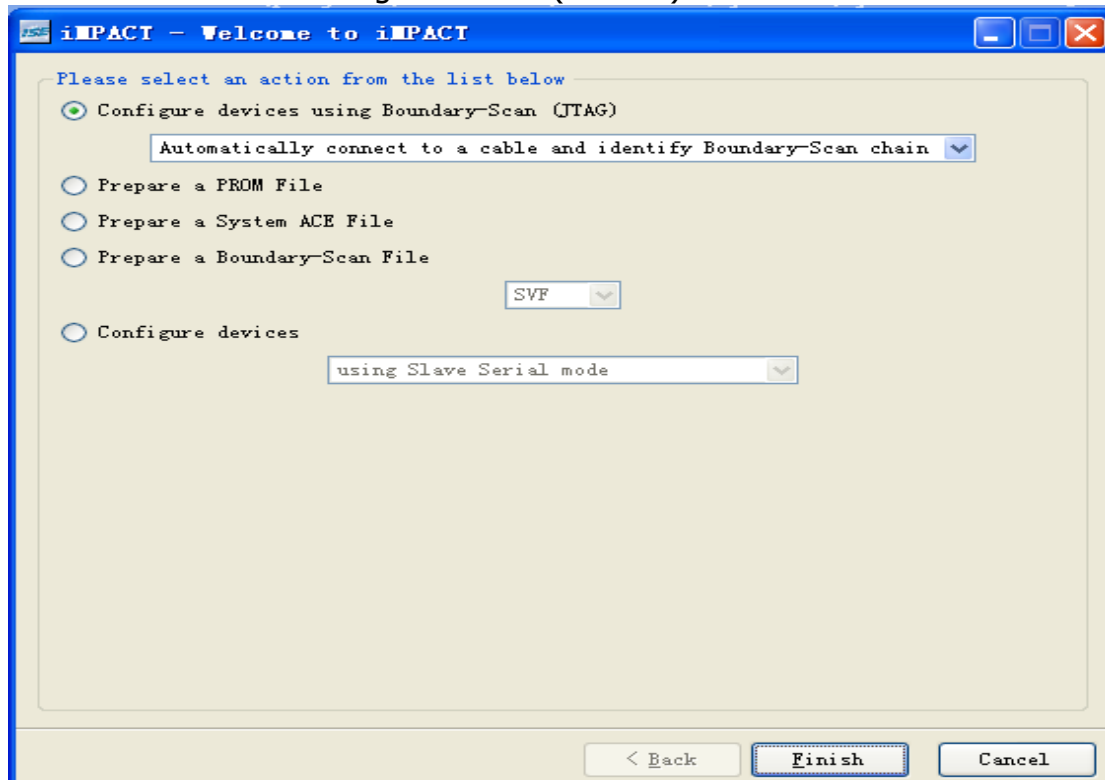 ISE iMPACT - Welcome to iMPACT
Please select an action from the list below
Configure devices using Boundary-Scan (JTAG)
Automatically connect to a cable and identify Boundary-Scan chain
Prepare a PROM File
Prepare a System ACE File
Prepare a Boundary-Scan File
SVF
Configure devices
using Slave Serial mode
< Back Finish Cancel